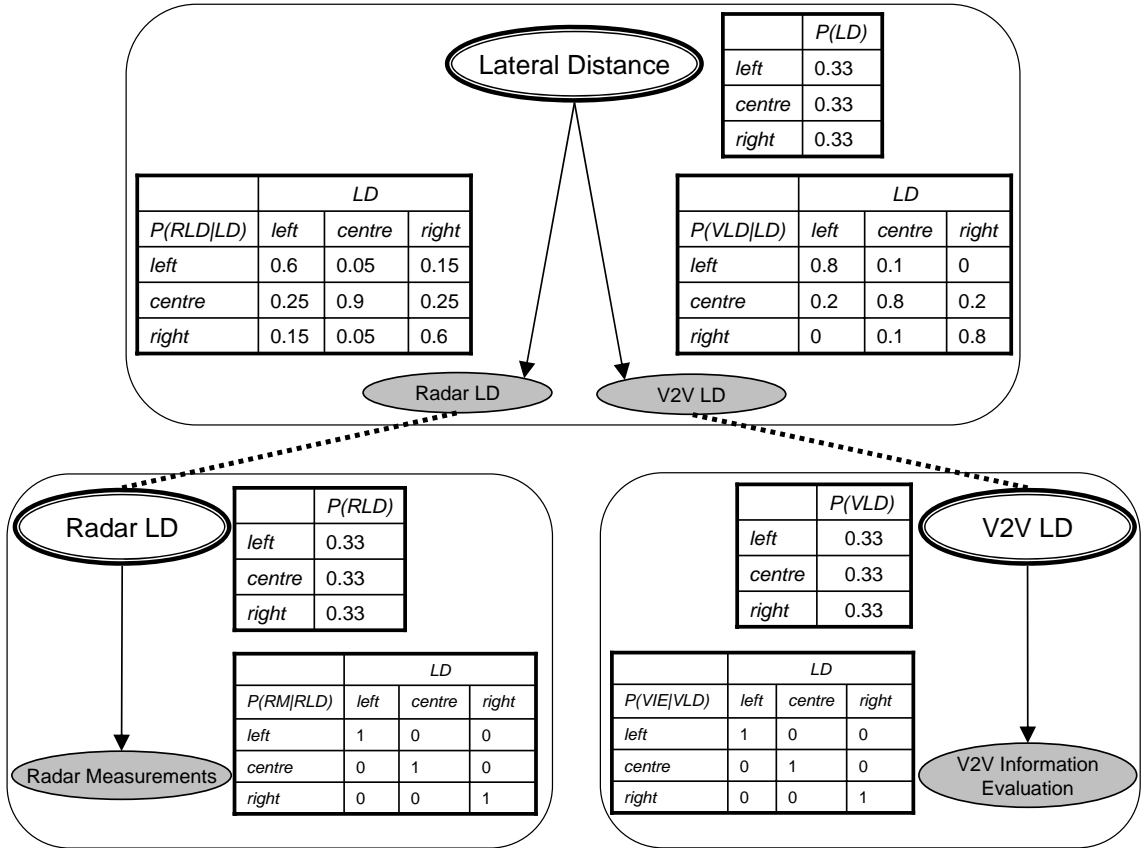 Lateral Distance
P(LD)
left 0.33
centre 0.33
right 0.33
LD
P(RLD|LD) left centre right
left 0.6 0.05 0.15
centre 0.25 0.9 0.25
right 0.15 0.05 0.6
LD
P(VLD|LD) left centre right
left 0.8 0.1 0
centre 0.2 0.8 0.2
right 0 0.1 0.8
Radar LD
V2V LD
Radar LD
P(RLD)
left 0.33
centre 0.33
right 0.33
LD
P(RM|RLD) left centre right
left 1 0 0
centre 0 1 0
right 0 0 1
Radar Measurements
P(VLD)
left 0.33
centre 0.33
right 0.33
V2V LD
LD
P(VIE|VLD) left centre right
left 1 0 0
centre 0 1 0
right 0 0 1
V2V Information
Evaluation